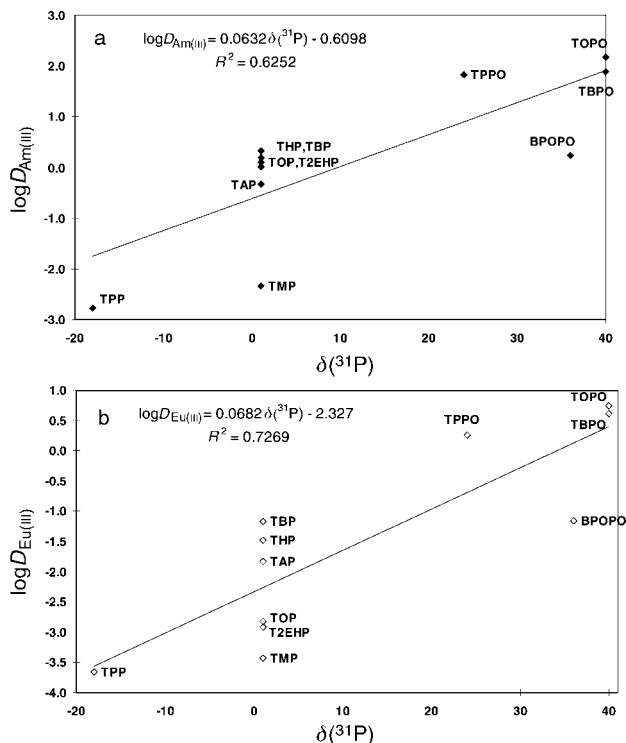 a
logD_Am(III) = 0.0632 δ(³¹P) - 0.6098
R² = 0.6252
3.0
2.0
1.0
0.0
-1.0
-2.0
-3.0
logD_Am(III)
TOPO
TPPO
TBPO
THP,TBP
TOP,T2EHP
BPOPO
TAP
TMP
TPP
-20 -10 0 10 20 30 40
δ(³¹P)
b
logD_Eu(III) = 0.0682 δ(³¹P) - 2.327
R² = 0.7269
1.0
0.5
0.0
-0.5
-1.0
-1.5
-2.0
-2.5
-3.0
-3.5
-4.0
logD_Eu(III)
TOPO
TPPO
TBPO
TBP
BPOPO
THP
TAP
TOP
T2EHP
TMP
TPP
-20 -10 0 10 20 30 40
δ(³¹P)